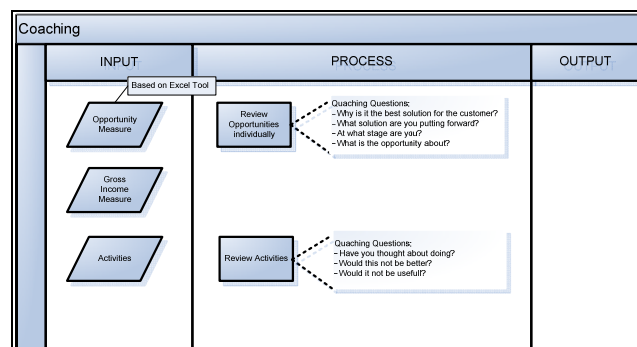 Coaching
INPUT
PROCESS
OUTPUT
Based on Excel Tool
Opportunity
Measure
Review
Opportunities
individually
Quaching Questions;
- Why is it the best solution for the customer?
- What solution are you putting forward?
- At what stage are you?
- What is the opportunity about?
Gross
Income
Measure
Activities
Review Activities
Quaching Questions;
- Have you thought about doing?
- Would this not be better?
- Would it not be usefull?